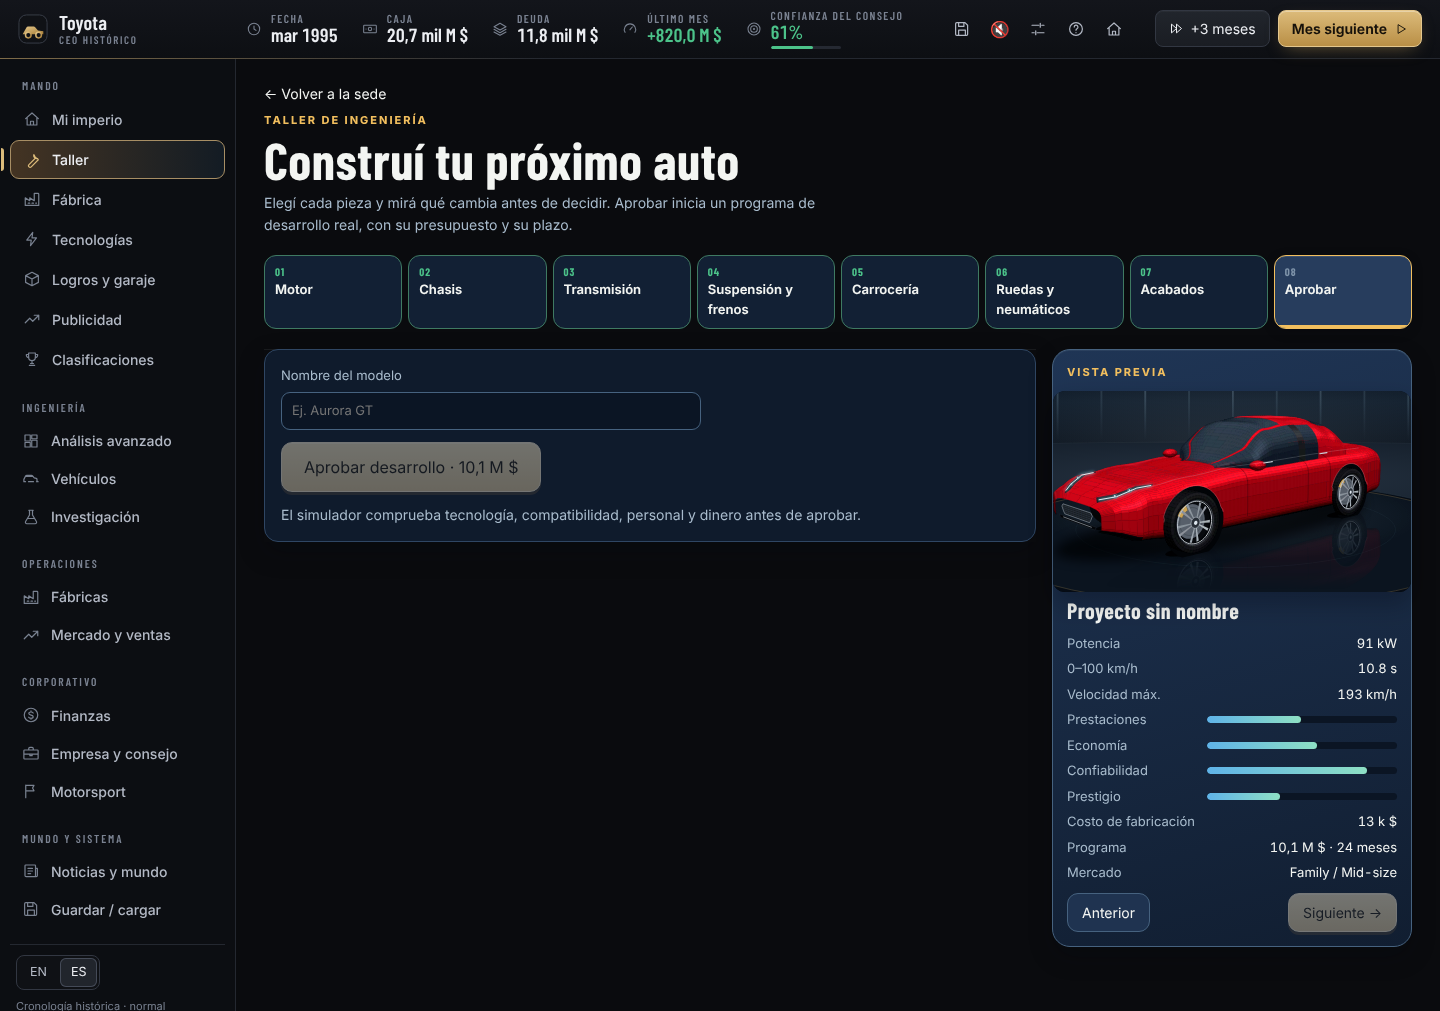 Toyota
CEO HISTÓRICO
FECHA
mar 1995
CAJA
20,7 mil M $
DEUDA
11,8 mil M $
ÚLTIMO MES
+820,0 M $
CONFIANZA DEL CONSEJO
61%
+3 meses
Mes siguiente
MANDO
Mi imperio
Taller
Fábrica
Tecnologías
Logros y garaje
Publicidad
Clasificaciones
INGENIERÍA
Análisis avanzado
Vehículos
Investigación
OPERACIONES
Fábricas
Mercado y ventas
CORPORATIVO
Finanzas
Empresa y consejo
Motorsport
MUNDO Y SISTEMA
Noticias y mundo
Guardar / cargar
EN
ES
Cronología histórica · normal
← Volver a la sede
TALLER DE INGENIERÍA
Construí tu próximo auto
Elegí cada pieza y mirá qué cambia antes de decidir. Aprobar inicia un programa de
desarrollo real, con su presupuesto y su plazo.
01
Motor
02
Chasis
03
Transmisión
04
Suspensión y
frenos
05
Carrocería
06
Ruedas y
neumáticos
07
Acabados
08
Aprobar
Nombre del modelo
Ej. Aurora GT
Aprobar desarrollo · 10,1 M $
El simulador comprueba tecnología, compatibilidad, personal y dinero antes de aprobar.
VISTA PREVIA
Proyecto sin nombre
Potencia 91 kW
0–100 km/h 10.8 s
Velocidad máx. 193 km/h
Prestaciones
Economía
Confiabilidad
Prestigio
Costo de fabricación 13 k $
Programa 10,1 M $ · 24 meses
Mercado Family / Mid-size
Anterior
Siguiente →